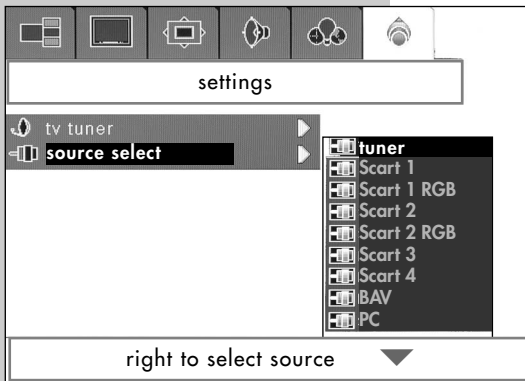 settings
tv tuner
source select
tuner
Scart 1
Scart 1 RGB
Scart 2
Scart 2 RGB
Scart 3
Scart 4
BAV
PC
right to select source